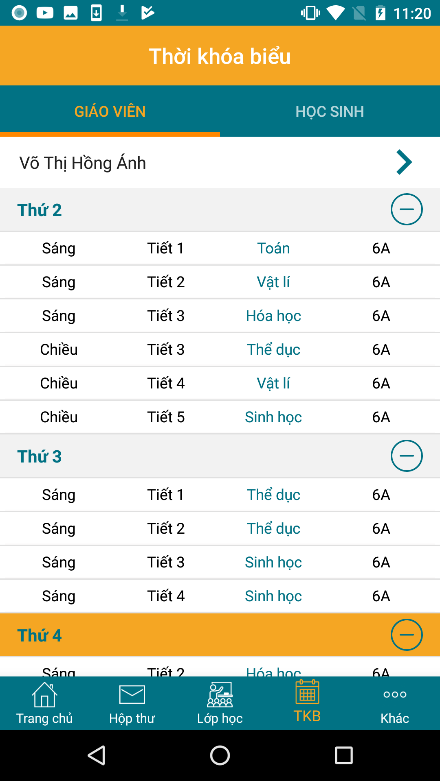 11:20
Thời khóa biểu
GIÁO VIÊN HỌC SINH
Võ Thị Hồng Ánh
Thứ 2
Sáng Tiết 1 Toán 6A
Sáng Tiết 2 Vật lí 6A
Sáng Tiết 3 Hóa học 6A
Chiều Tiết 3 Thể dục 6A
Chiều Tiết 4 Vật lí 6A
Chiều Tiết 5 Sinh học 6A
Thứ 3
Sáng Tiết 1 Thể dục 6A
Sáng Tiết 2 Thể dục 6A
Sáng Tiết 3 Sinh học 6A
Sáng Tiết 4 Sinh học 6A
Thứ 4
Sáng Tiết 2 Hóa học 6A
Trang chủ Hộp thư Lớp học TKB Khác